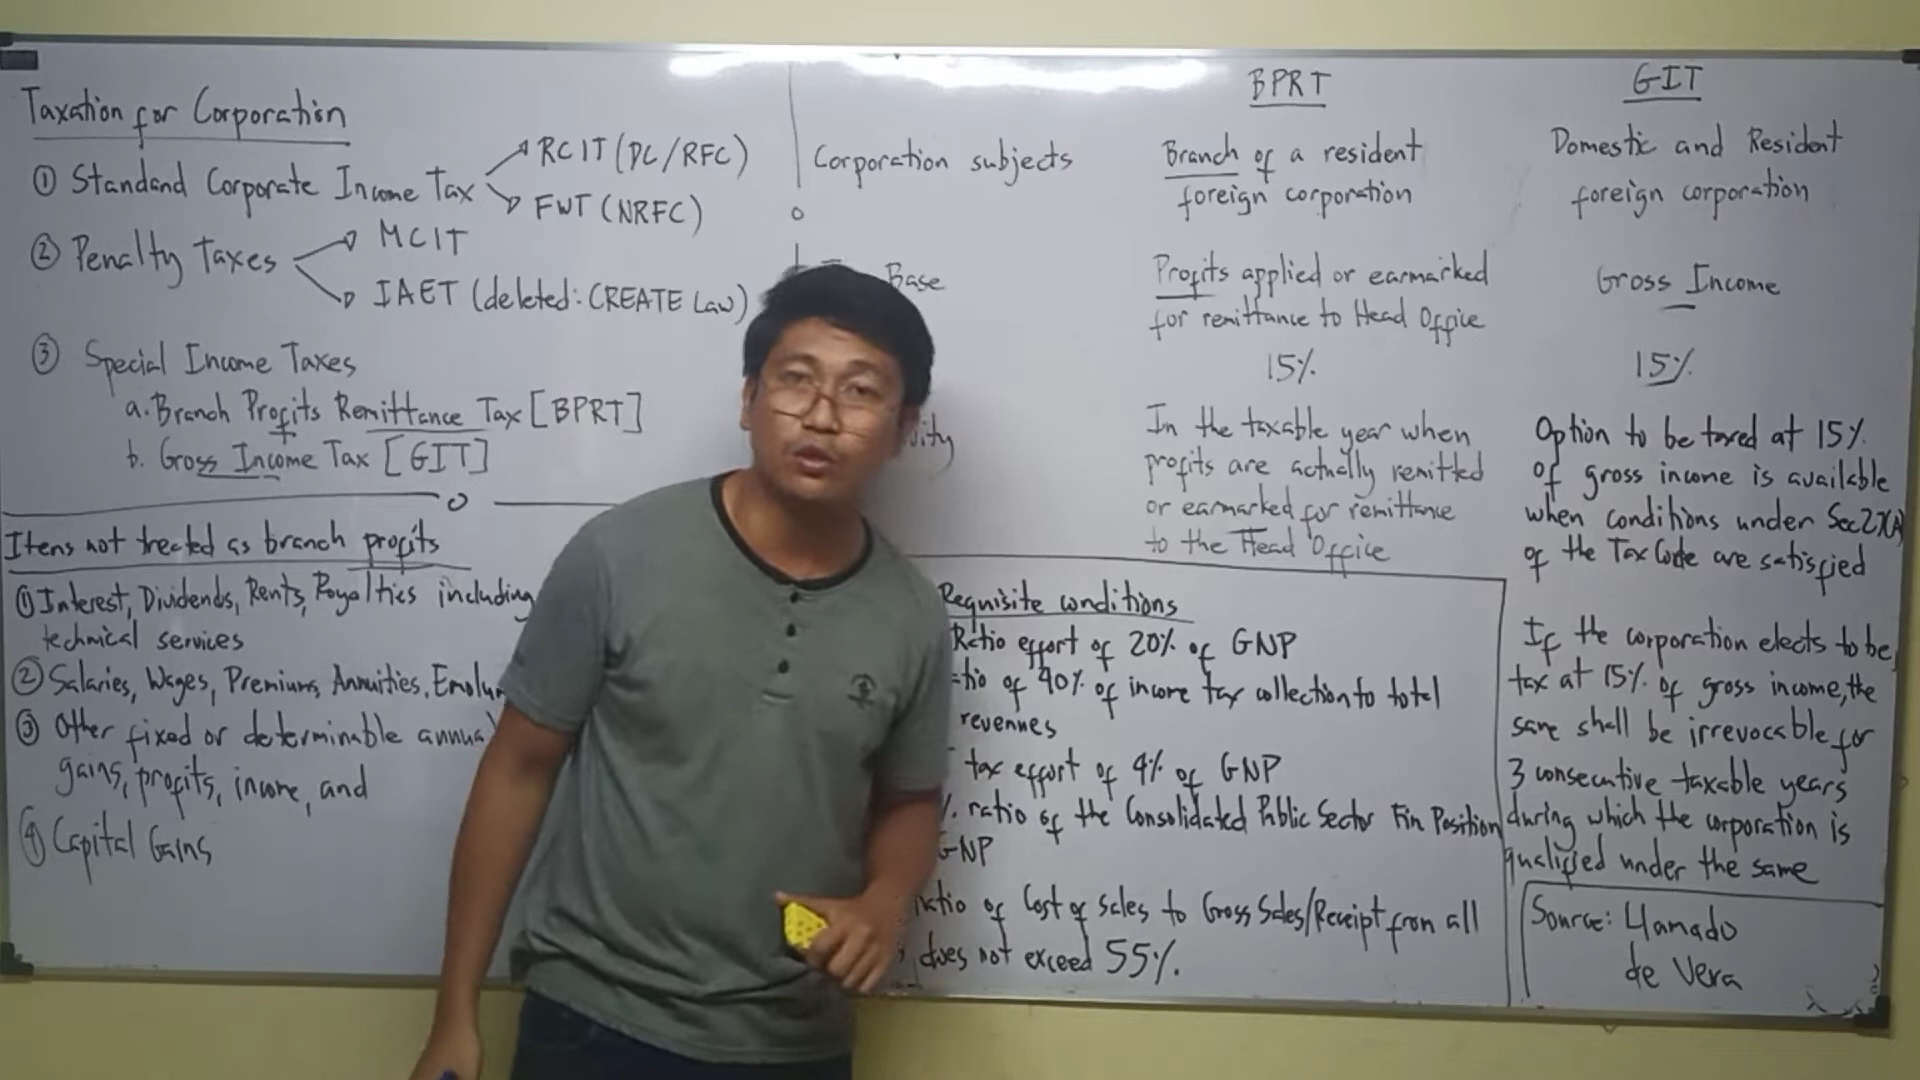 Taxation for Corporation
① Standard Corporate Income Tax
RCIT (DC/RFC)
FWT (NRFC)
② Penalty Taxes
MCIT
IAET (deleted: CREATE Law)
③ Special Income Taxes
a. Branch Profits Remittance Tax [BPRT]
b. Gross Income Tax [GIT]
Items not treated as branch profits
① Interest, Dividends, Rents, Royalties including
technical services
② Salaries, Wages, Premiums, Annuities,
③ Other fixed or determinable annual
gains, profits, income, and
④ Capital Gains
Corporation subjects
Base
BPRT
Branch of a resident
foreign corporation
Profits applied or earmarked
for remittance to Head Office
15%
In the taxable year when
profits are actually remitted
or earmarked for remittance
to the Head Office
GIT
Domestic and Resident
foreign corporation
Gross Income
15%
Option to be taxed at 15%
of gross income is available
when conditions under
of the Tax Code are satisfied
If the corporation elects to be
tax at 15% of gross income, the
same shall be irrevocable for
3 consecutive taxable years
during which the corporation is
qualified under the same
Requisite conditions
Ratio effort of 20% of GNP
of 40% of income tax collection to total
revenues
tax effort of 4% of GNP
ratio of the Consolidated Public Sector Fin Position
GNP
ratio of Cost of Sales to Gross Sales/Receipt from all
does not exceed 55%.
Source: Llamado
de Vera